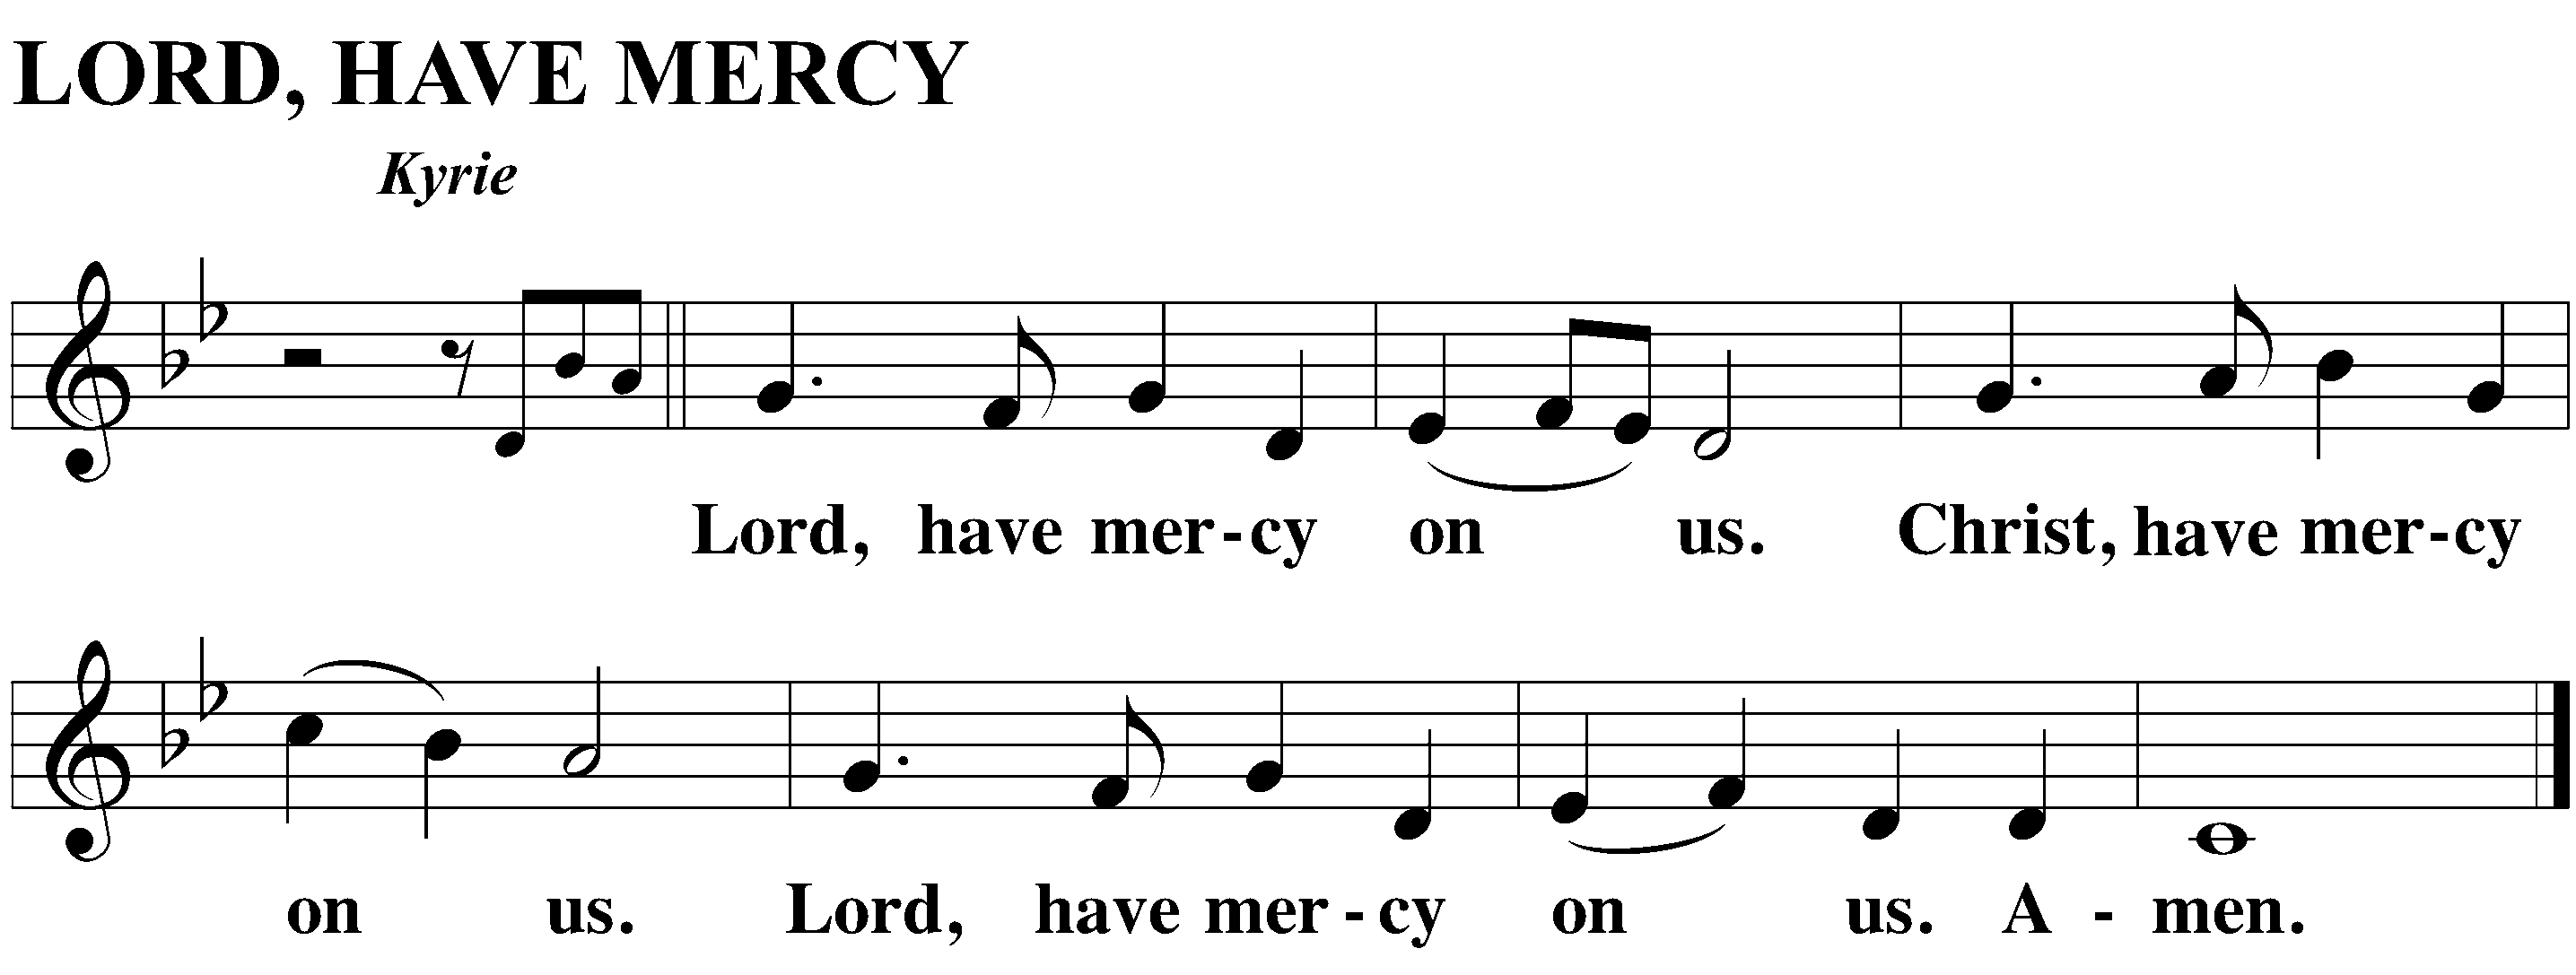 LORD, HAVE MERCY
Kyrie
Lord, have mer-cy on us. Christ, have mer-cy
on us. Lord, have mer-cy on us. A-men.